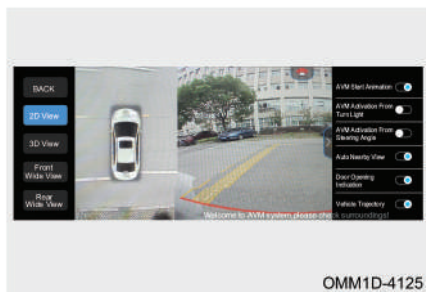 BACK
2D View
3D View
Front
Wide View
Rear
Wide View
AVM Start Animation
AVM Activation From
Turn Light
AVM Activation From
Steering Angle
Auto Nearby View
Door Opening
Indication
Vehicle Trajectory
Welcome to AVM system,please check surroundings!
OMM1D-4125